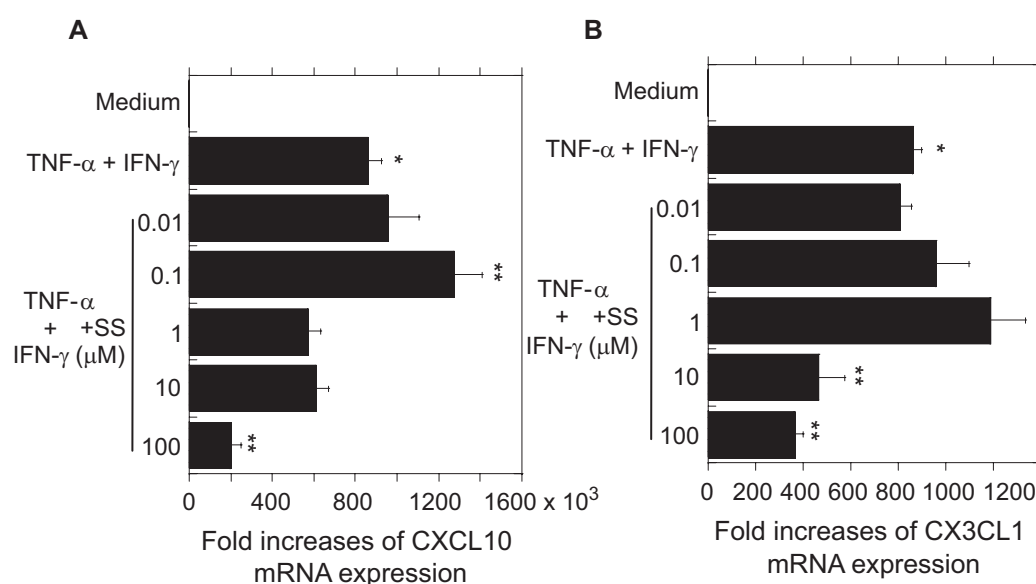 A
Medium
TNF-α + IFN-γ
0.01
0.1
1
10
100
TNF-α
+ +SS
IFN-γ (μM)
*
**
**
0 400 800 1200 1600 x 10³
Fold increases of CXCL10
mRNA expression
B
Medium
TNF-α + IFN-γ
0.01
0.1
1
10
100
TNF-α
+ +SS
IFN-γ (μM)
*
**
**
0 200 400 600 800 1000 1200
Fold increases of CX3CL1
mRNA expression